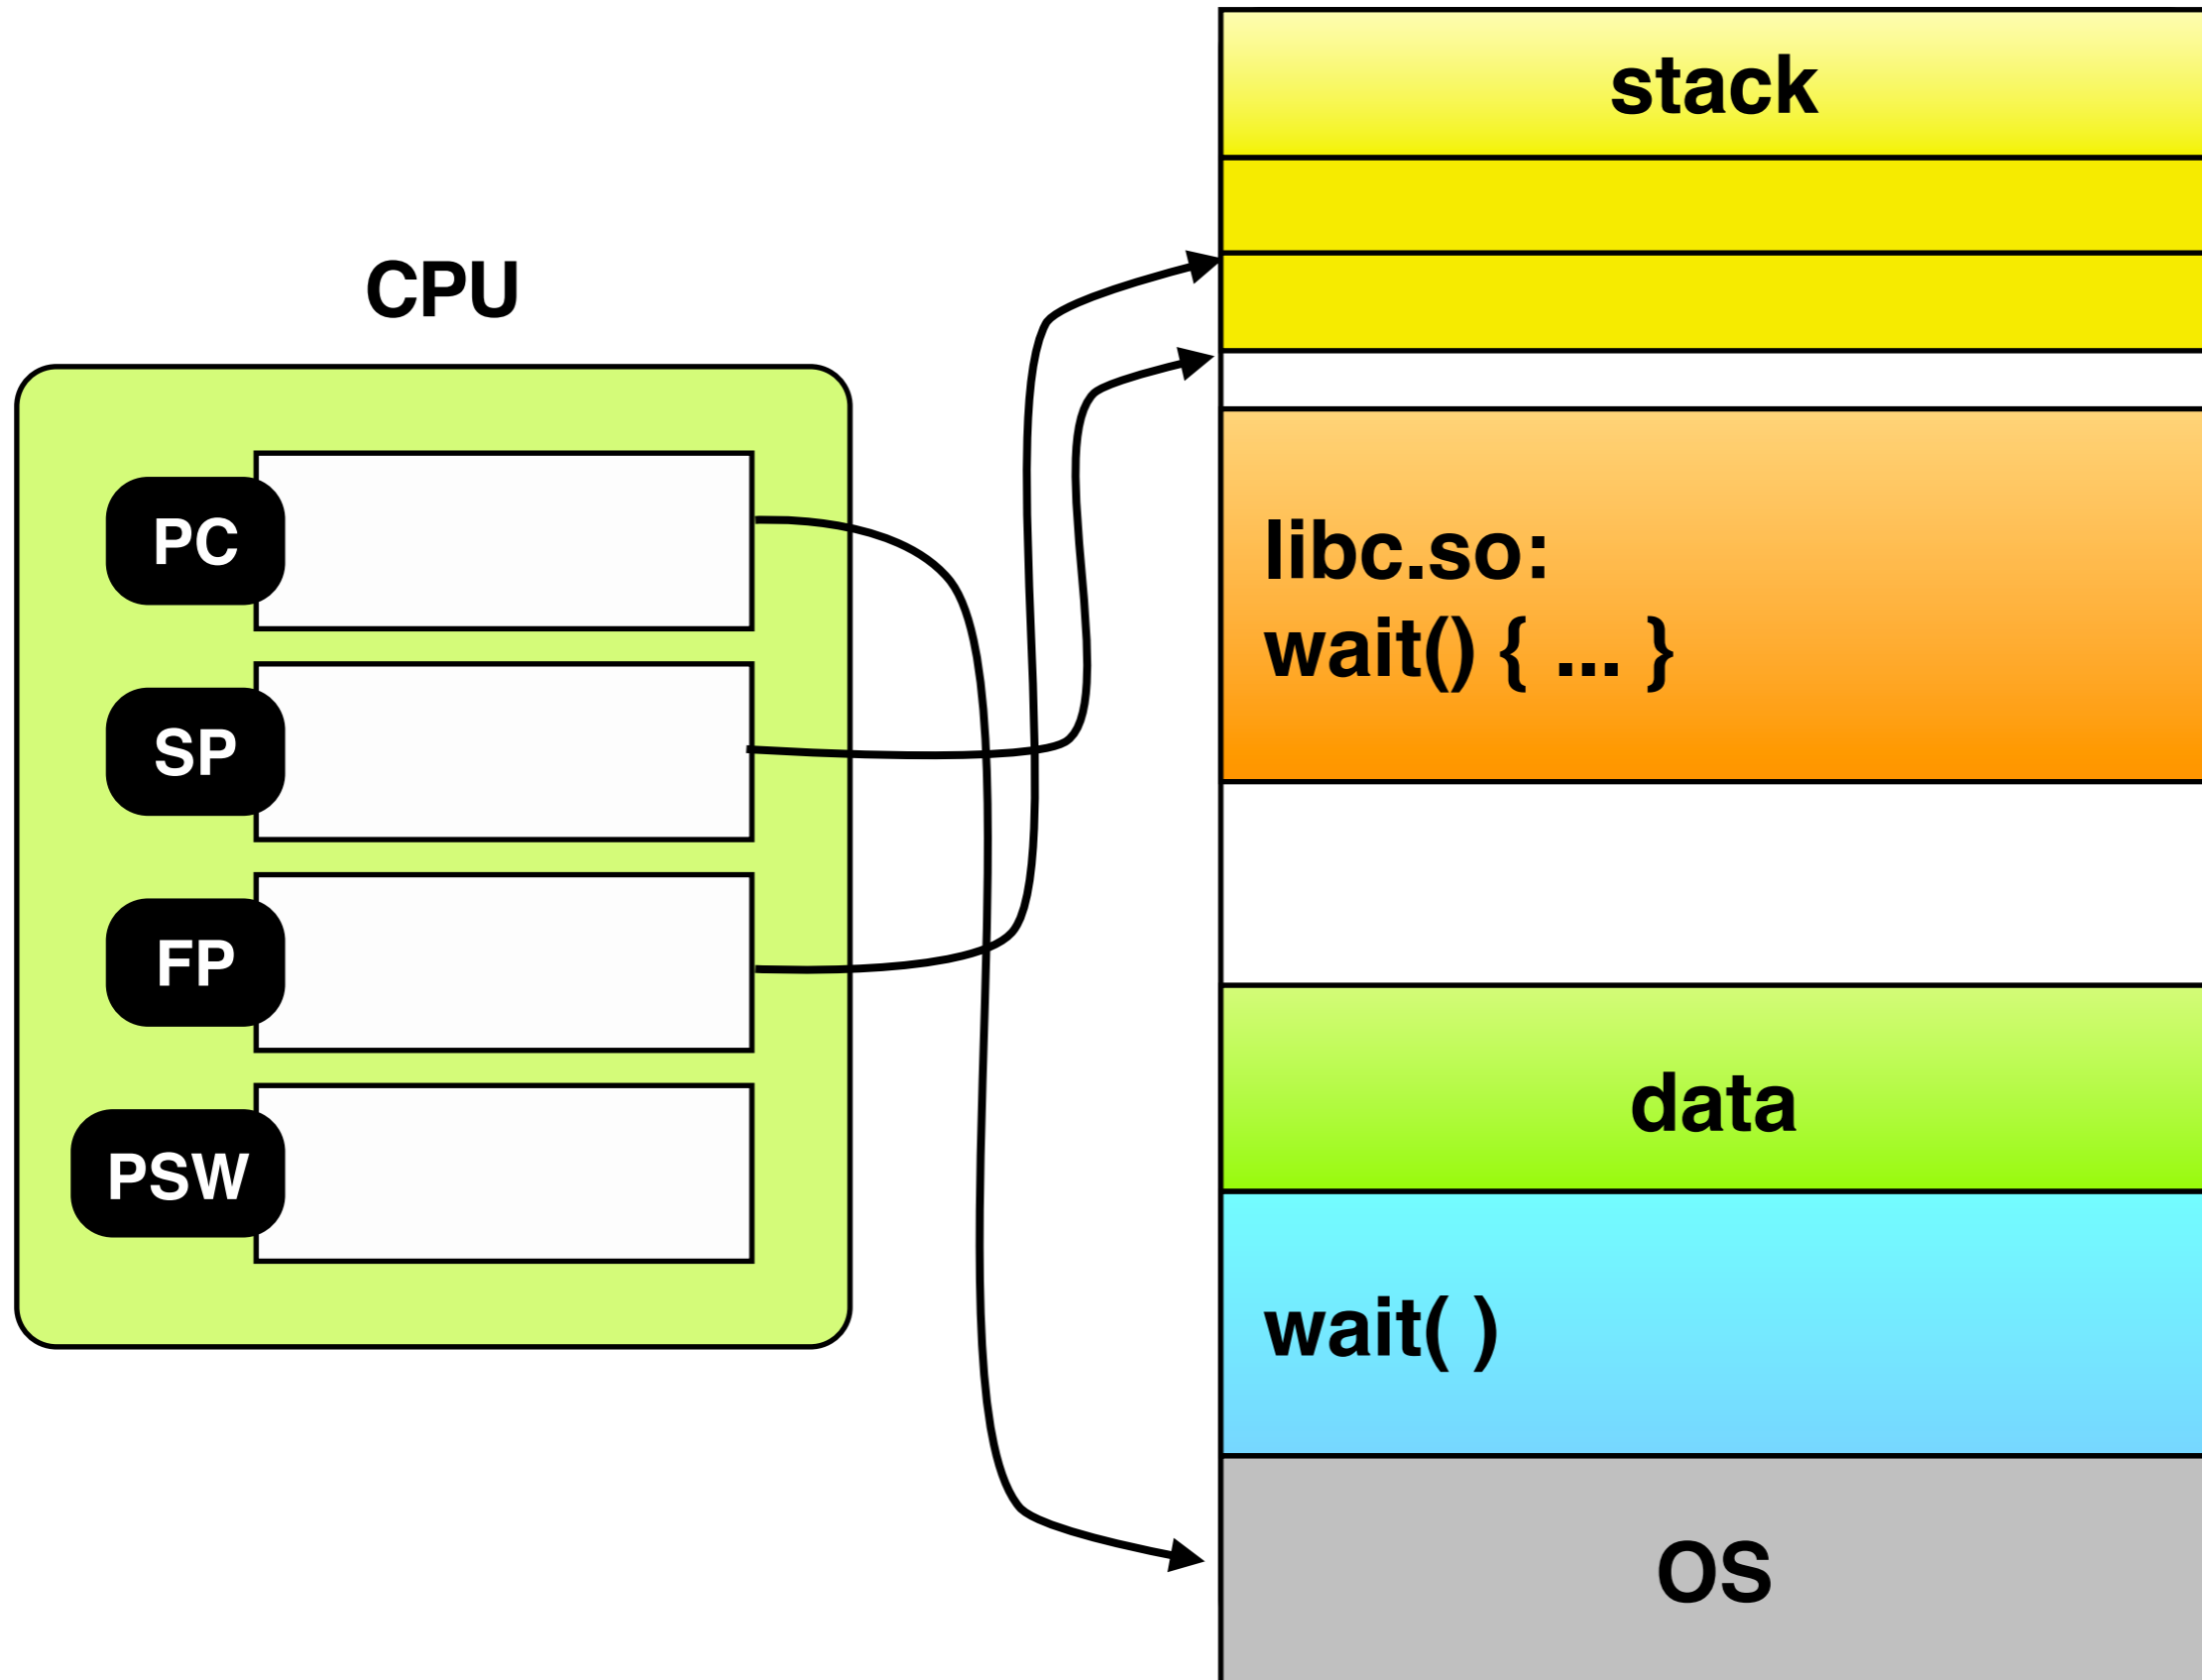 CPU
PC
SP
FP
PSW
stack
libc.so:
wait() { ... }
data
wait( )
OS